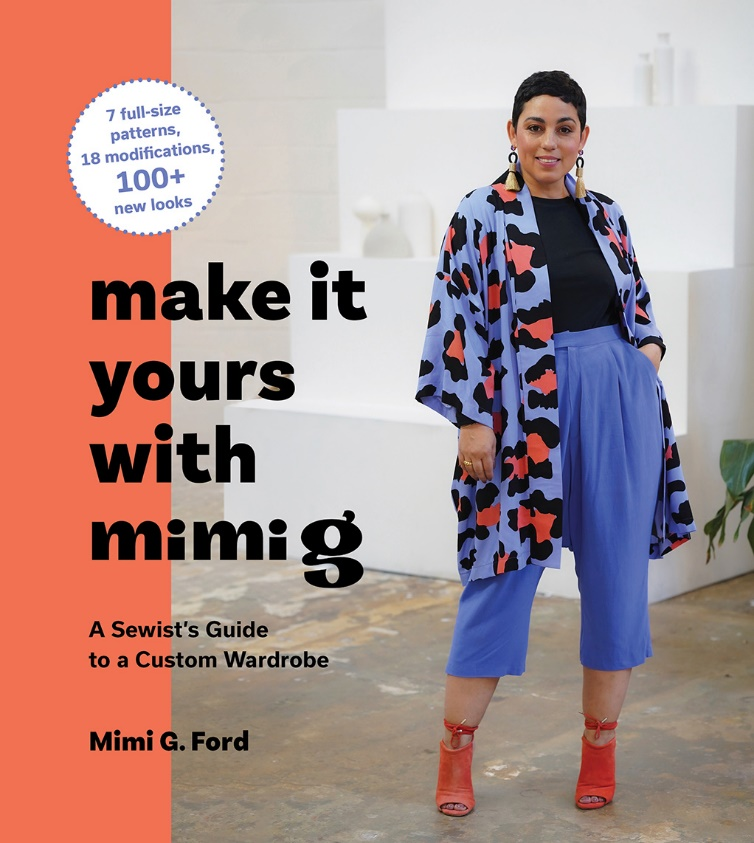 7 full-size
patterns,
18 modifications,
100+
new looks
make it
yours
with
mimi g
A Sewist's Guide
to a Custom Wardrobe
Mimi G. Ford